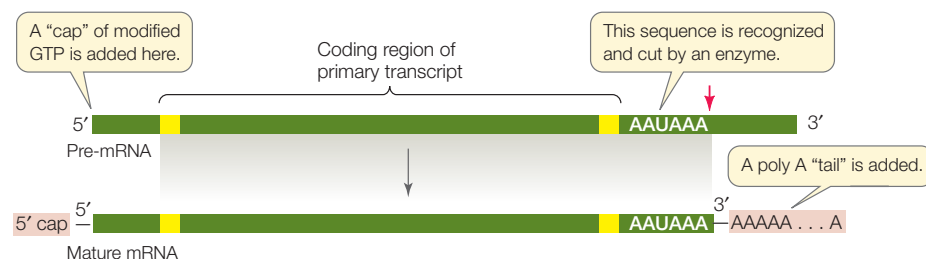 A “cap” of modified
GTP is added here.
Coding region of
primary transcript
This sequence is recognized
and cut by an enzyme.
5′
AAUAAA
3′
Pre-mRNA
A poly A “tail” is added.
5′ cap
5′
AAUAAA
3′
AAAAA . . . A
Mature mRNA